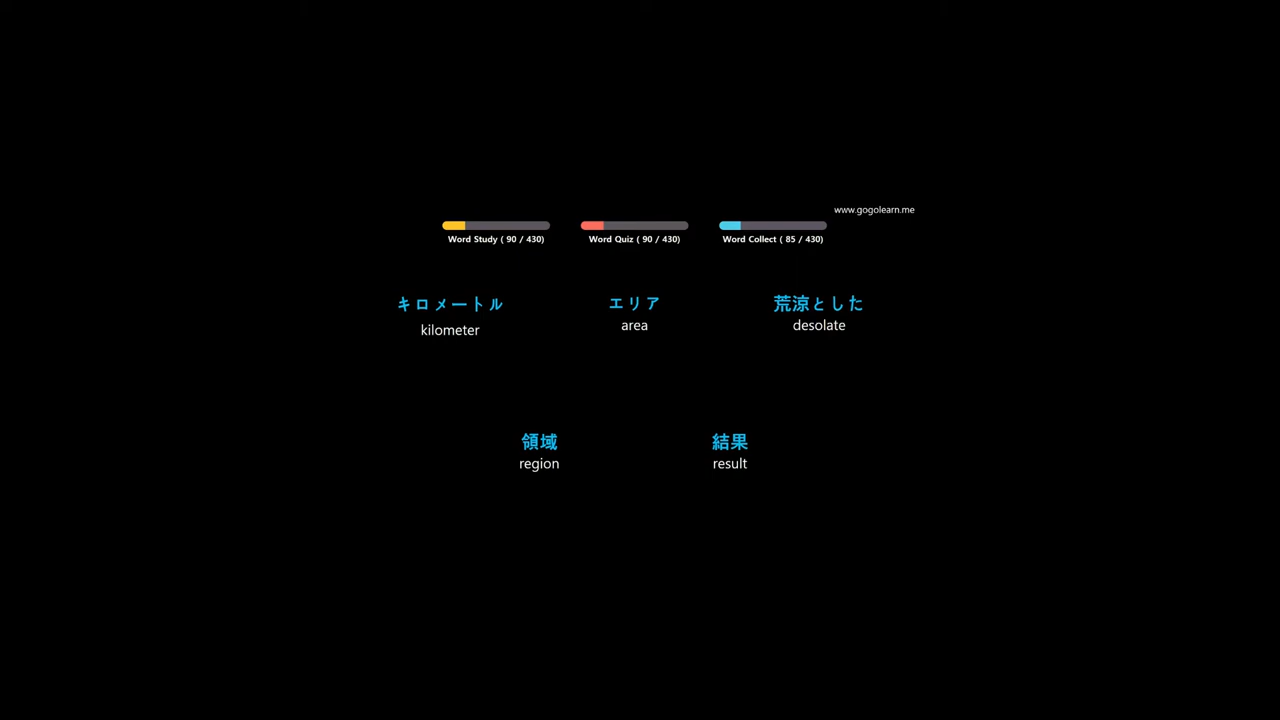 www.gogolearn.me
Word Study ( 90 / 430)
Word Quiz ( 90 / 430)
Word Collect ( 85 / 430)
キロメートル
kilometer
エリア
area
荒涼とした
desolate
領域
region
結果
result